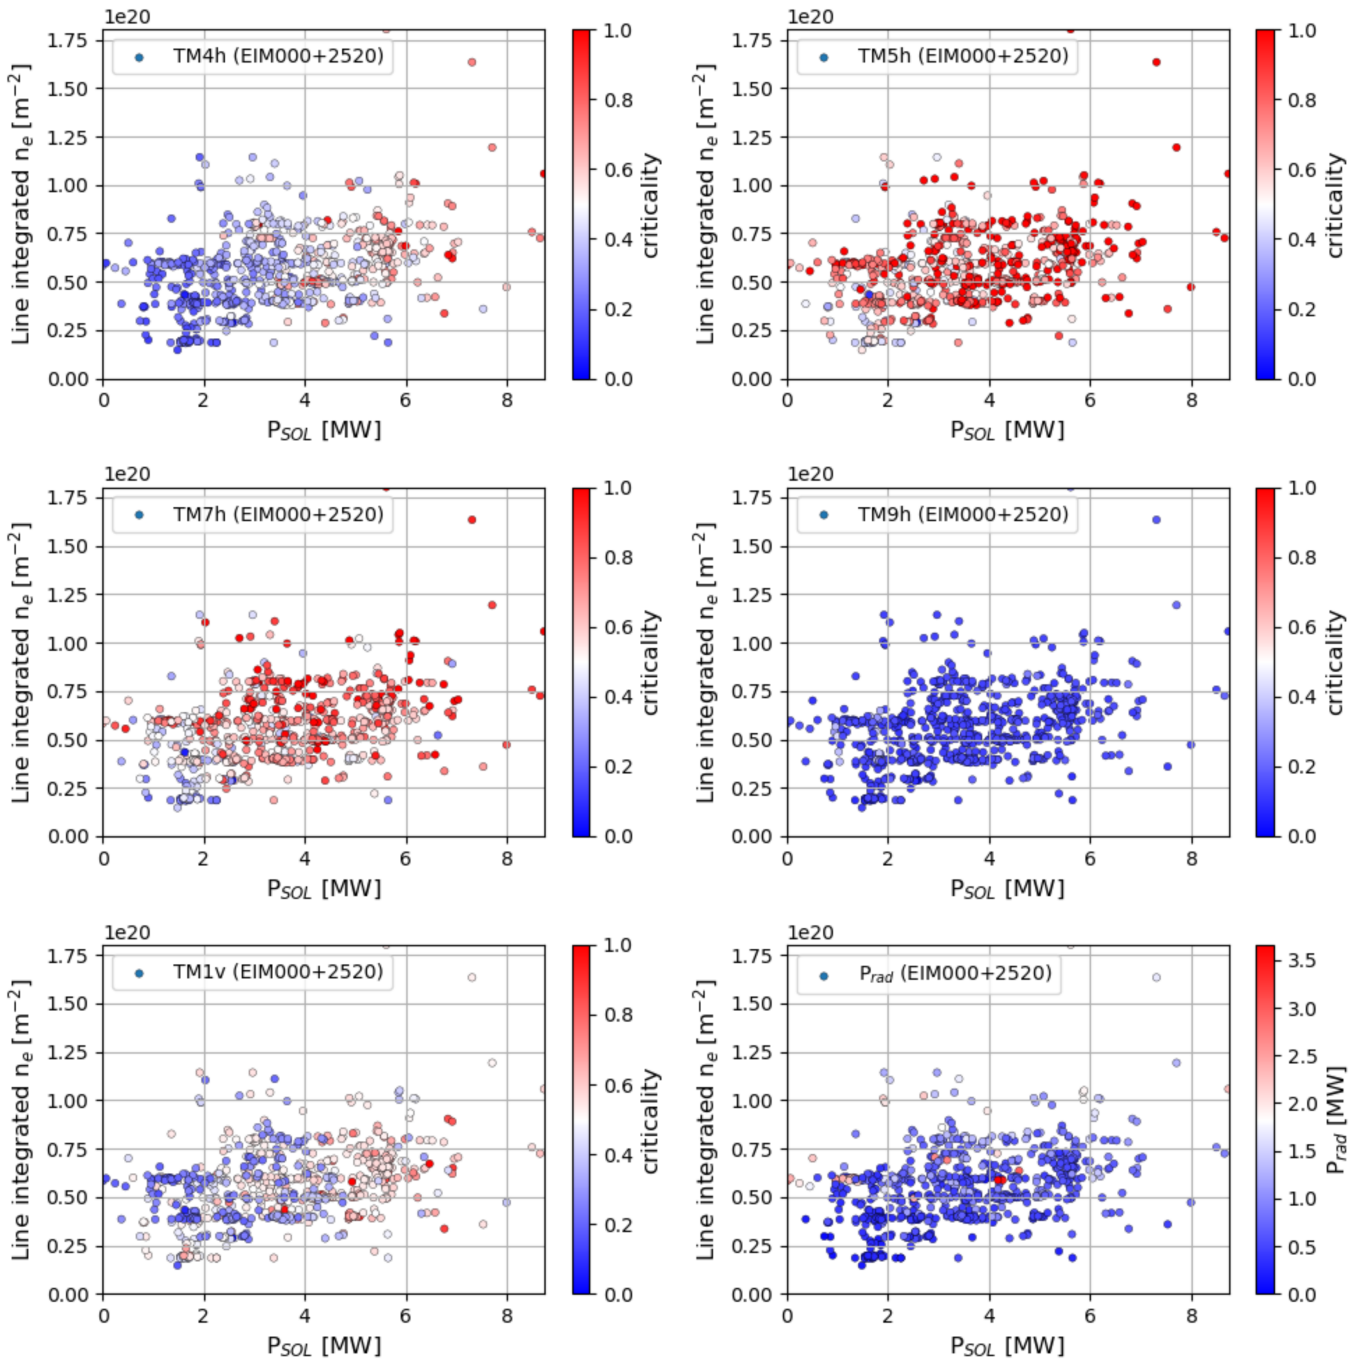 1e20
TM4h (EIM000+2520)
Line integrated nₑ [m⁻²]
1.75
1.50
1.25
1.00
0.75
0.50
0.25
0.00
0 2 4 6 8
P_SOL [MW]
1.0
0.8
0.6
0.4
0.2
0.0
criticality
1e20
TM5h (EIM000+2520)
Line integrated nₑ [m⁻²]
1.75
1.50
1.25
1.00
0.75
0.50
0.25
0.00
0 2 4 6 8
P_SOL [MW]
1.0
0.8
0.6
0.4
0.2
0.0
criticality
1e20
TM7h (EIM000+2520)
Line integrated nₑ [m⁻²]
1.75
1.50
1.25
1.00
0.75
0.50
0.25
0.00
0 2 4 6 8
P_SOL [MW]
1.0
0.8
0.6
0.4
0.2
0.0
criticality
1e20
TM9h (EIM000+2520)
Line integrated nₑ [m⁻²]
1.75
1.50
1.25
1.00
0.75
0.50
0.25
0.00
0 2 4 6 8
P_SOL [MW]
1.0
0.8
0.6
0.4
0.2
0.0
criticality
1e20
TM1v (EIM000+2520)
Line integrated nₑ [m⁻²]
1.75
1.50
1.25
1.00
0.75
0.50
0.25
0.00
0 2 4 6 8
P_SOL [MW]
1.0
0.8
0.6
0.4
0.2
0.0
criticality
1e20
P_rad (EIM000+2520)
Line integrated nₑ [m⁻²]
1.75
1.50
1.25
1.00
0.75
0.50
0.25
0.00
0 2 4 6 8
P_SOL [MW]
3.5
3.0
2.5
2.0
1.5
1.0
0.5
0.0
P_rad [MW]